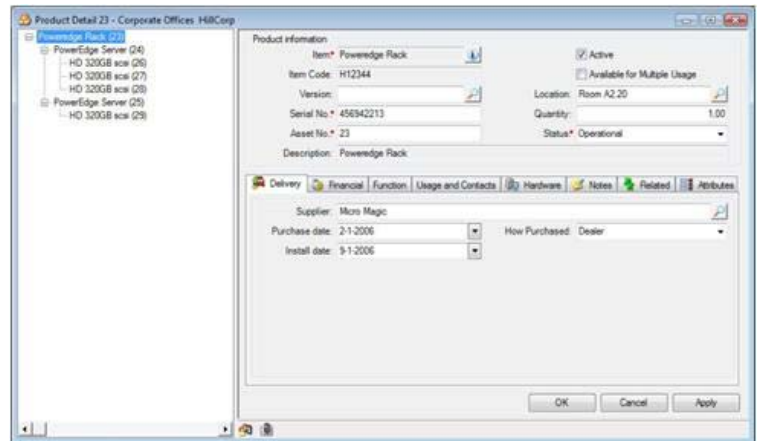 Product Detail 23 - Corporate Offices HillCorp
Poweredge Rack (23)
PowerEdge Server (24)
HD 320GB scsi (26)
HD 320GB scsi (27)
HD 320GB scsi (28)
PowerEdge Server (25)
HD 320GB scsi (29)
Product information
Item* Poweredge Rack
Active
Item Code: H12344
Available for Multiple Usage
Version:
Location: Room A2.20
Serial No.* 456942213
Quantity: 1,00
Asset No.* 23
Status* Operational
Description: Poweredge Rack
Delivery Financial Function Usage and Contacts Hardware Notes Related Attributes
Supplier: Micro Magic
Purchase date: 2-1-2006
How Purchased: Dealer
Install date: 9-1-2006
OK Cancel Apply